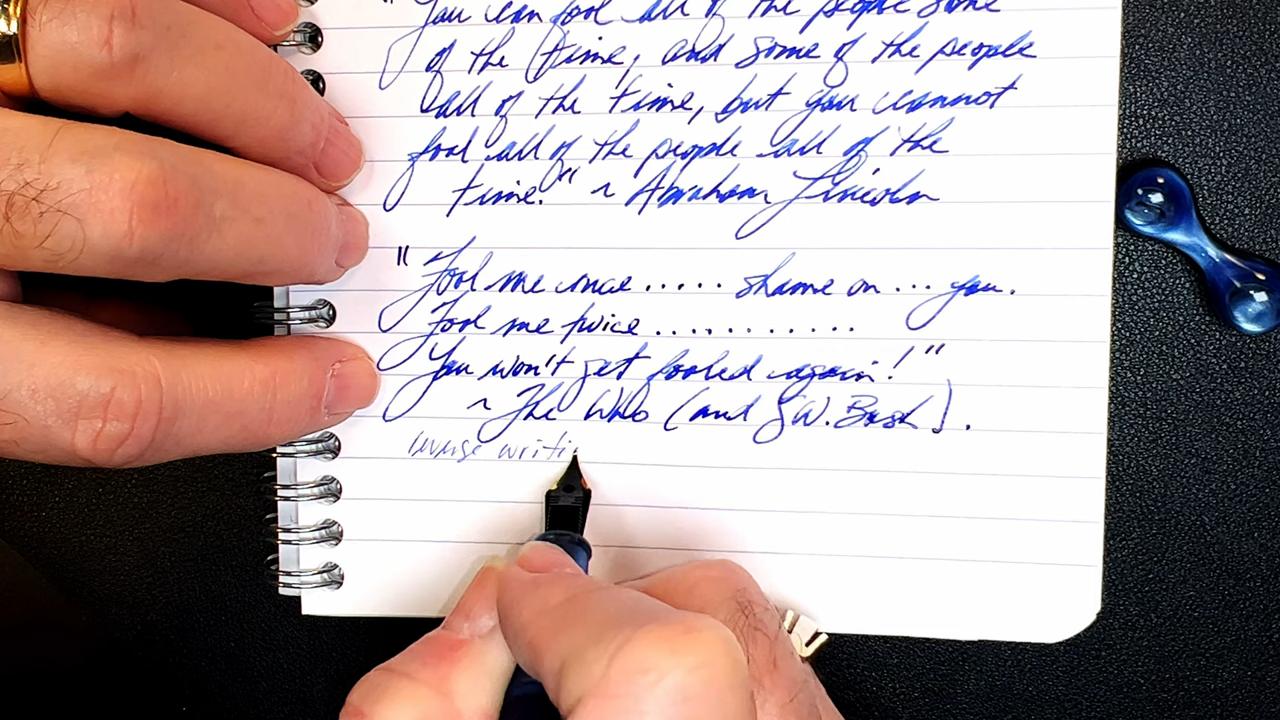 "You can fool all of the people some
of the time, and some of the people
all of the time, but you cannot
fool all of the people all of the
time." ~ Abraham Lincoln
"Fool me once ..... shame on ... you.
Fool me twice ............
You won't get fooled again!"
~ The Who (and G.W. Bush).
reverse writi